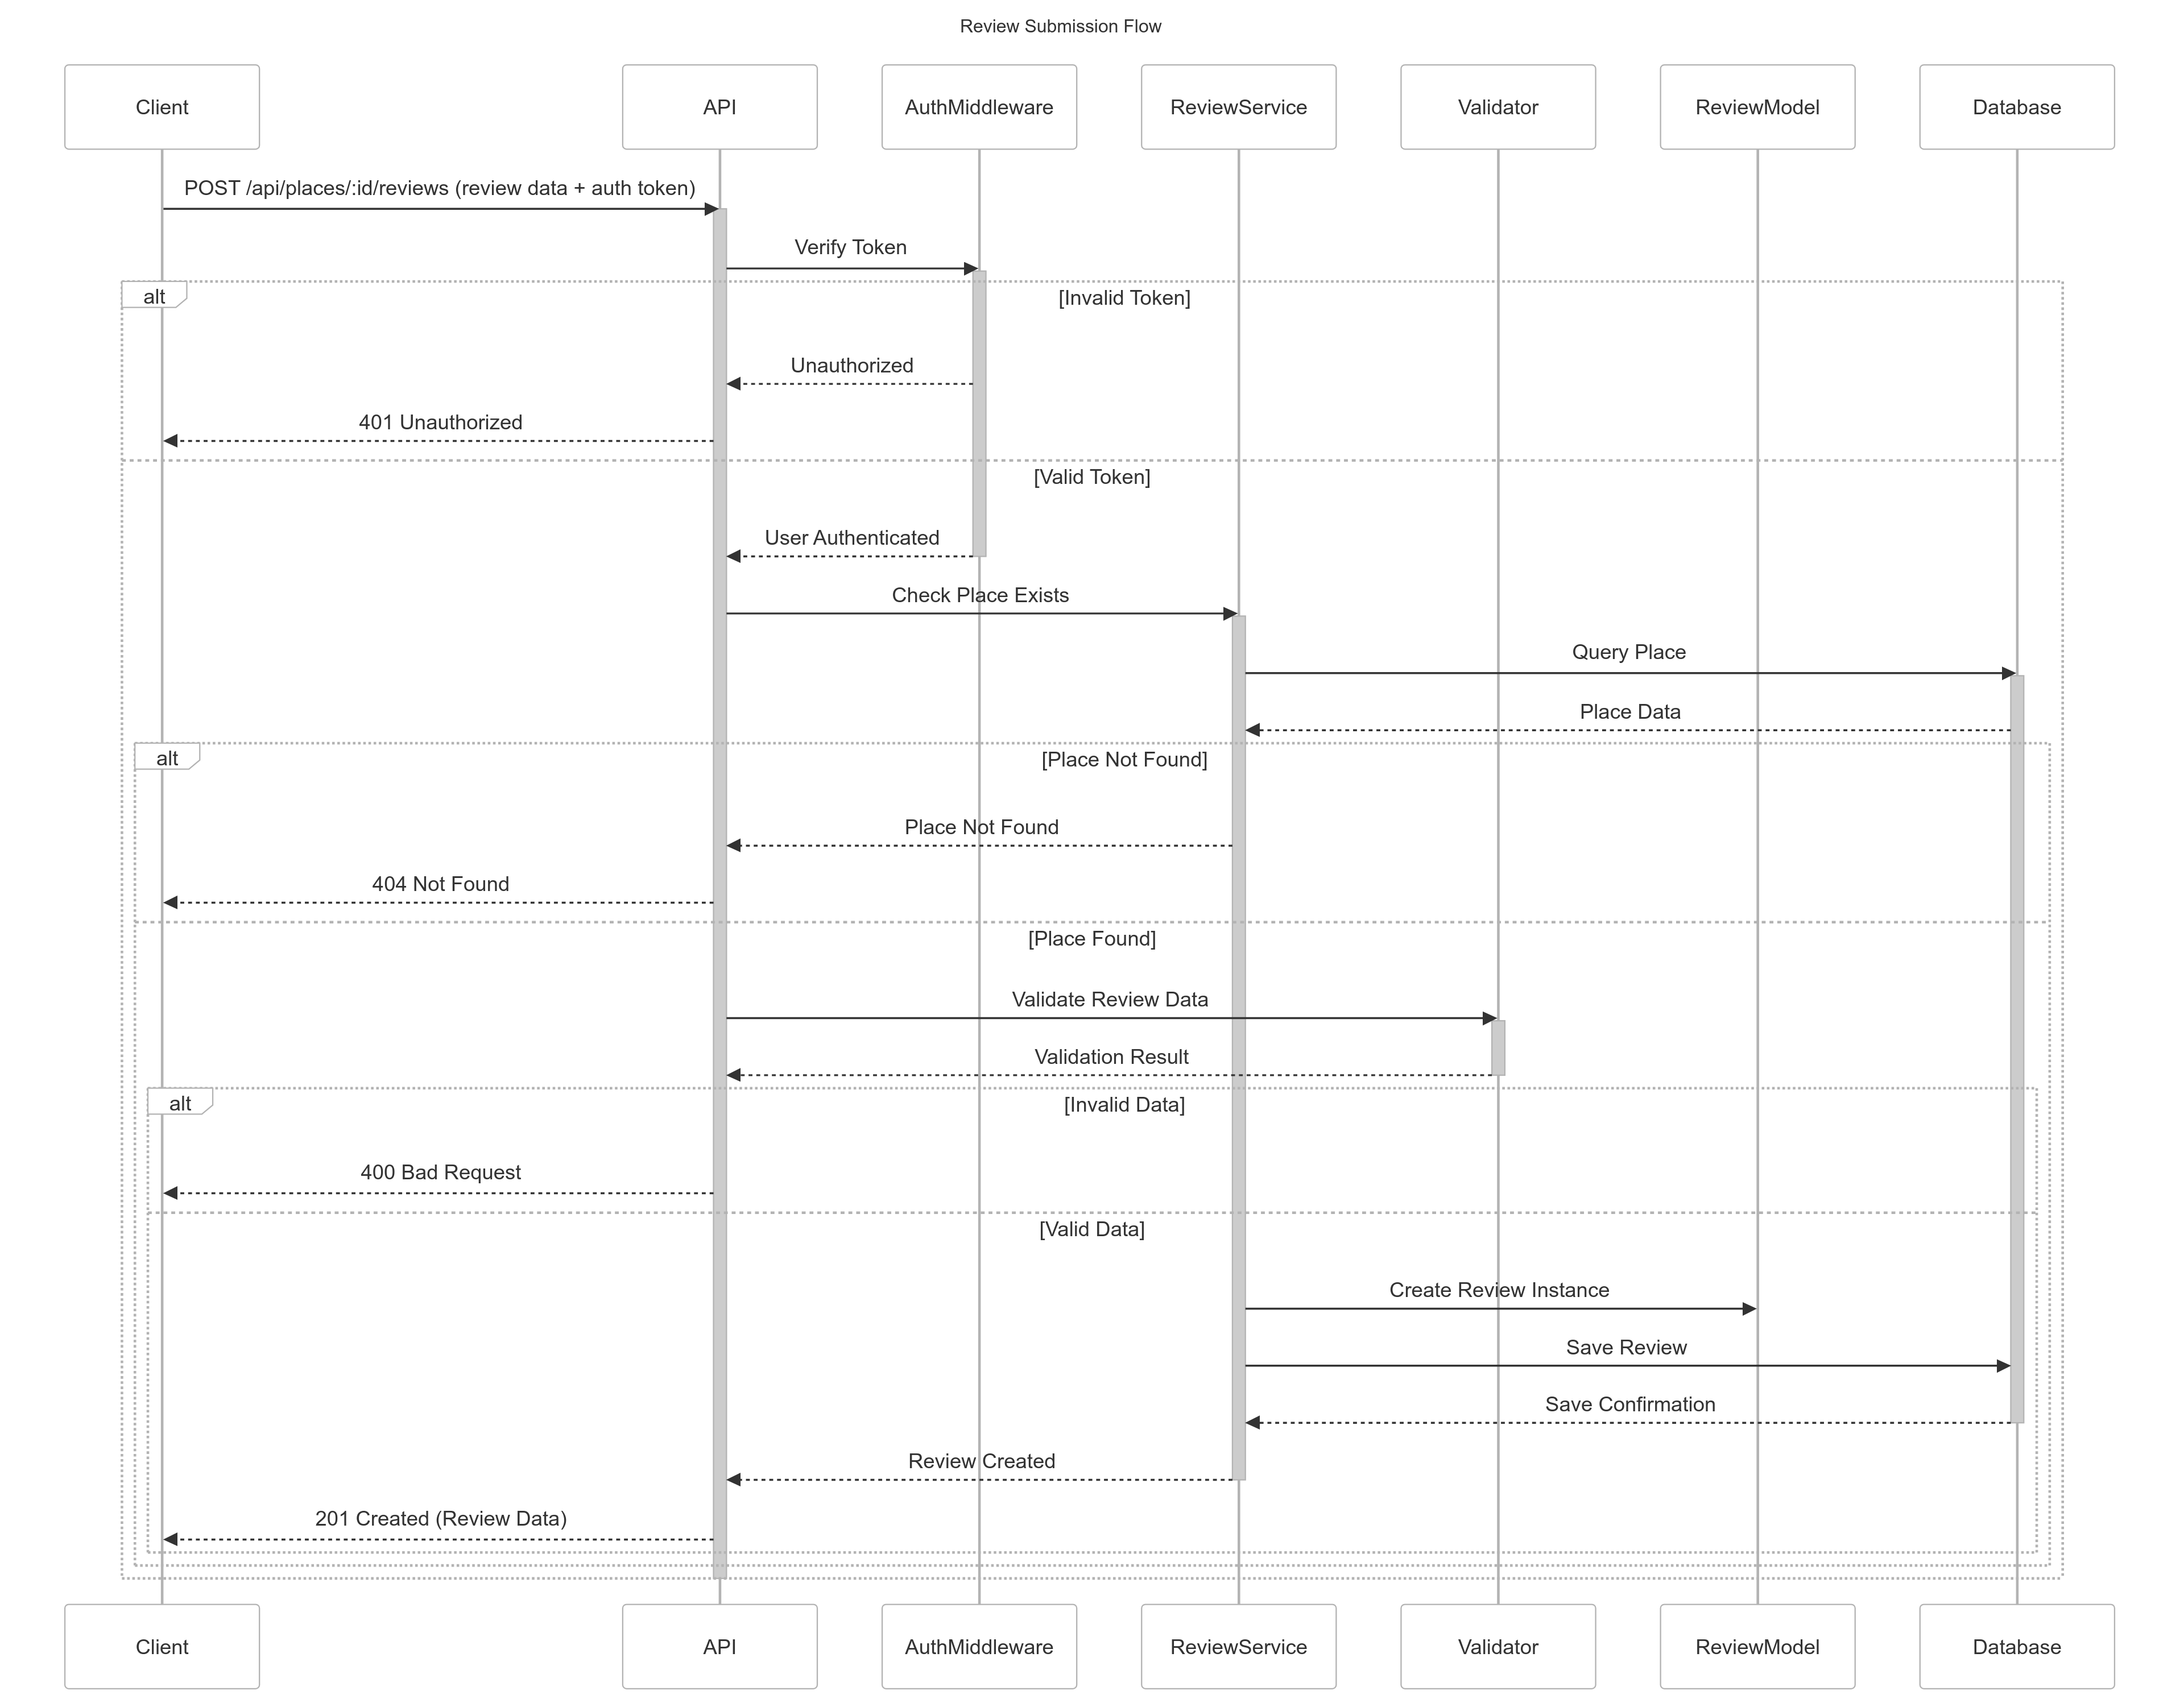 Review Submission Flow
Client
API
AuthMiddleware
ReviewService
Validator
ReviewModel
Database
POST /api/places/:id/reviews (review data + auth token)
Verify Token
alt
[Invalid Token]
Unauthorized
401 Unauthorized
[Valid Token]
User Authenticated
Check Place Exists
Query Place
Place Data
alt
[Place Not Found]
Place Not Found
404 Not Found
[Place Found]
Validate Review Data
Validation Result
alt
[Invalid Data]
400 Bad Request
[Valid Data]
Create Review Instance
Save Review
Save Confirmation
Review Created
201 Created (Review Data)
Client
API
AuthMiddleware
ReviewService
Validator
ReviewModel
Database